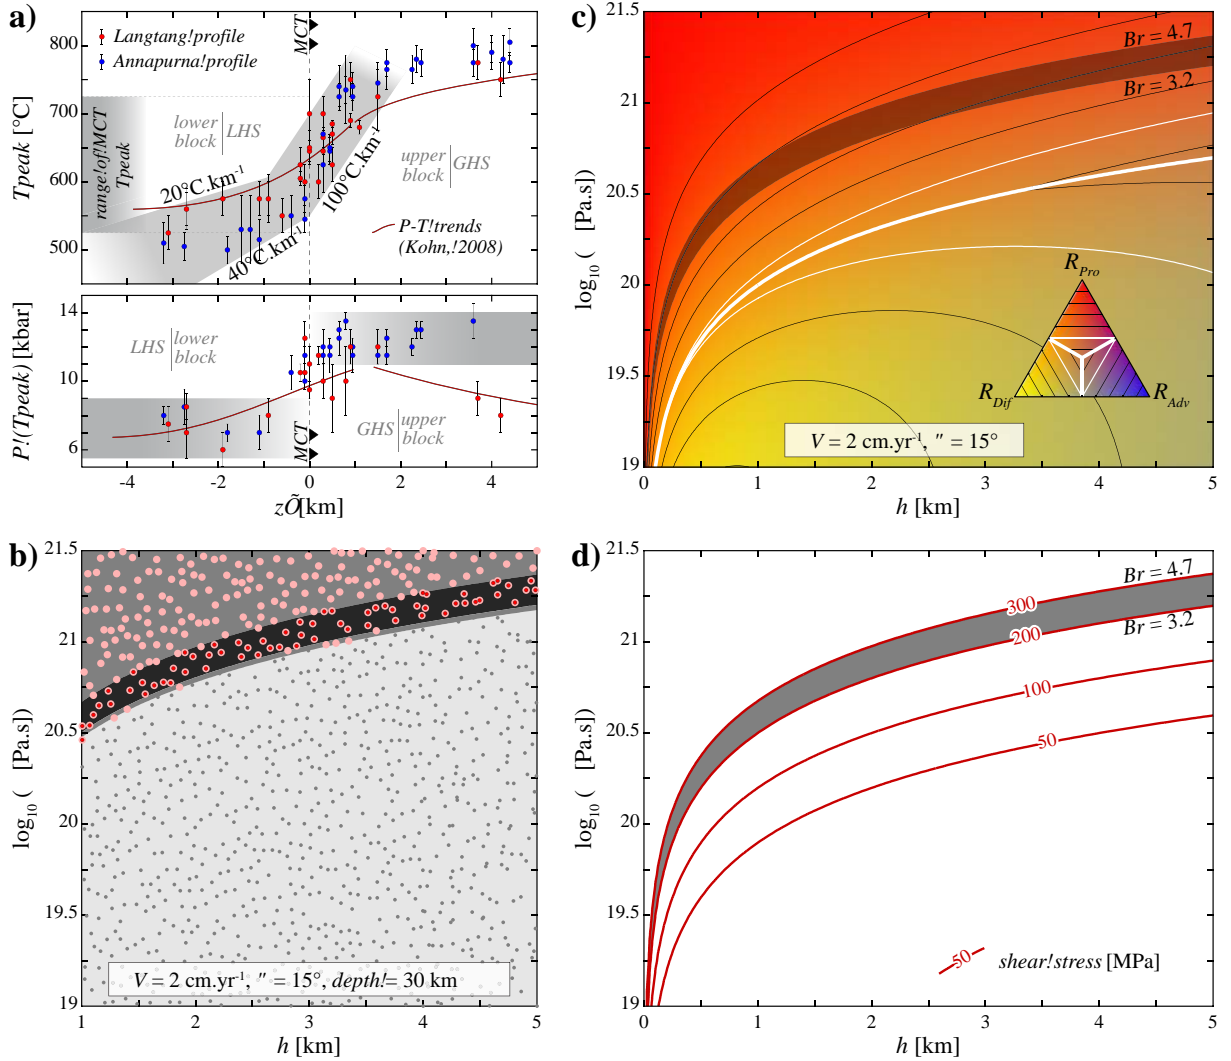 a)
800
700
600
500
Tpeak [°C]
Langtang!profile
Annapurna!profile
MCT
lower
block
LHS
upper
block
GHS
range!of!MCT
Tpeak
20°C.km-1
40°C.km-1
100°C.km-1
P-T!trends
(Kohn,!2008)
14
12
10
8
6
P!(Tpeak) [kbar]
LHS
lower
block
GHS
upper
block
MCT
-4
-2
0
2
4
zÕ[km]
c)
21.5
21
20.5
20
19.5
19
log10 ( [Pa.s])
Br = 4.7
Br = 3.2
RPro
RDif
RAdv
V = 2 cm.yr-1, ″ = 15°
0
1
2
3
4
5
h [km]
b)
21.5
21
20.5
20
19.5
19
log10 ( [Pa.s])
V = 2 cm.yr-1, ″ = 15°, depth!= 30 km
1
2
3
4
5
h [km]
d)
21.5
21
20.5
20
19.5
19
log10 ( [Pa.s])
Br = 4.7
Br = 3.2
300
200
100
50
50
shear!stress [MPa]
0
1
2
3
4
5
h [km]